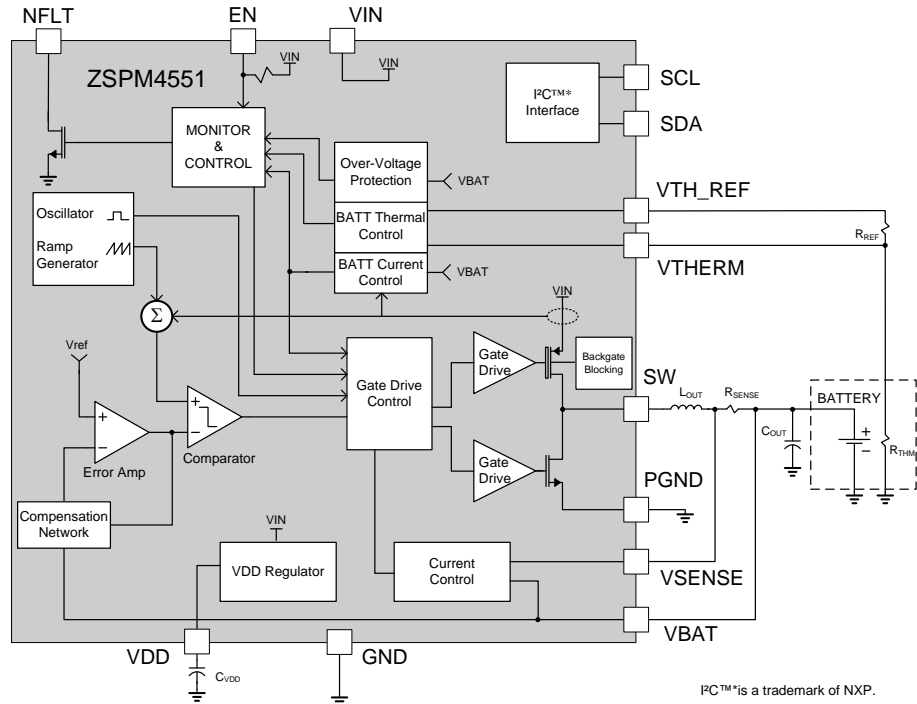 NFLT
EN
VIN
VIN
VIN
ZSPM4551
I²C™*
Interface
SCL
SDA
MONITOR
&
CONTROL
Over-Voltage
Protection
VBAT
BATT Thermal
Control
BATT Current
Control
VBAT
VTH_REF
RREF
VTHERM
Oscillator
Ramp
Generator
Σ
VIN
Vref
+
−
Error Amp
+
−
Comparator
Gate Drive
Control
Gate
Drive
Gate
Drive
Backgate
Blocking
SW
LOUT
RSENSE
COUT
BATTERY
+
−
RTHM
PGND
Compensation
Network
VIN
VDD Regulator
Current
Control
VSENSE
VBAT
VDD
GND
CVDD
I²C™*is a trademark of NXP.